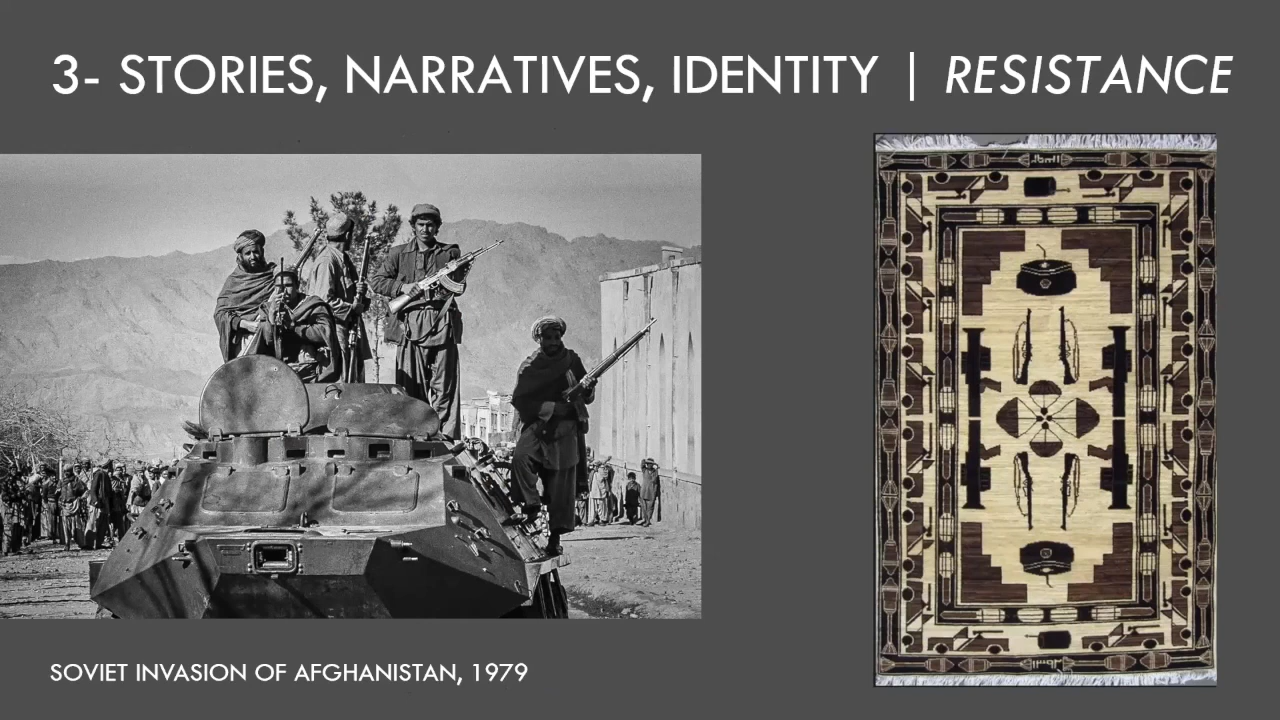 3- STORIES, NARRATIVES, IDENTITY | RESISTANCE
SOVIET INVASION OF AFGHANISTAN, 1979